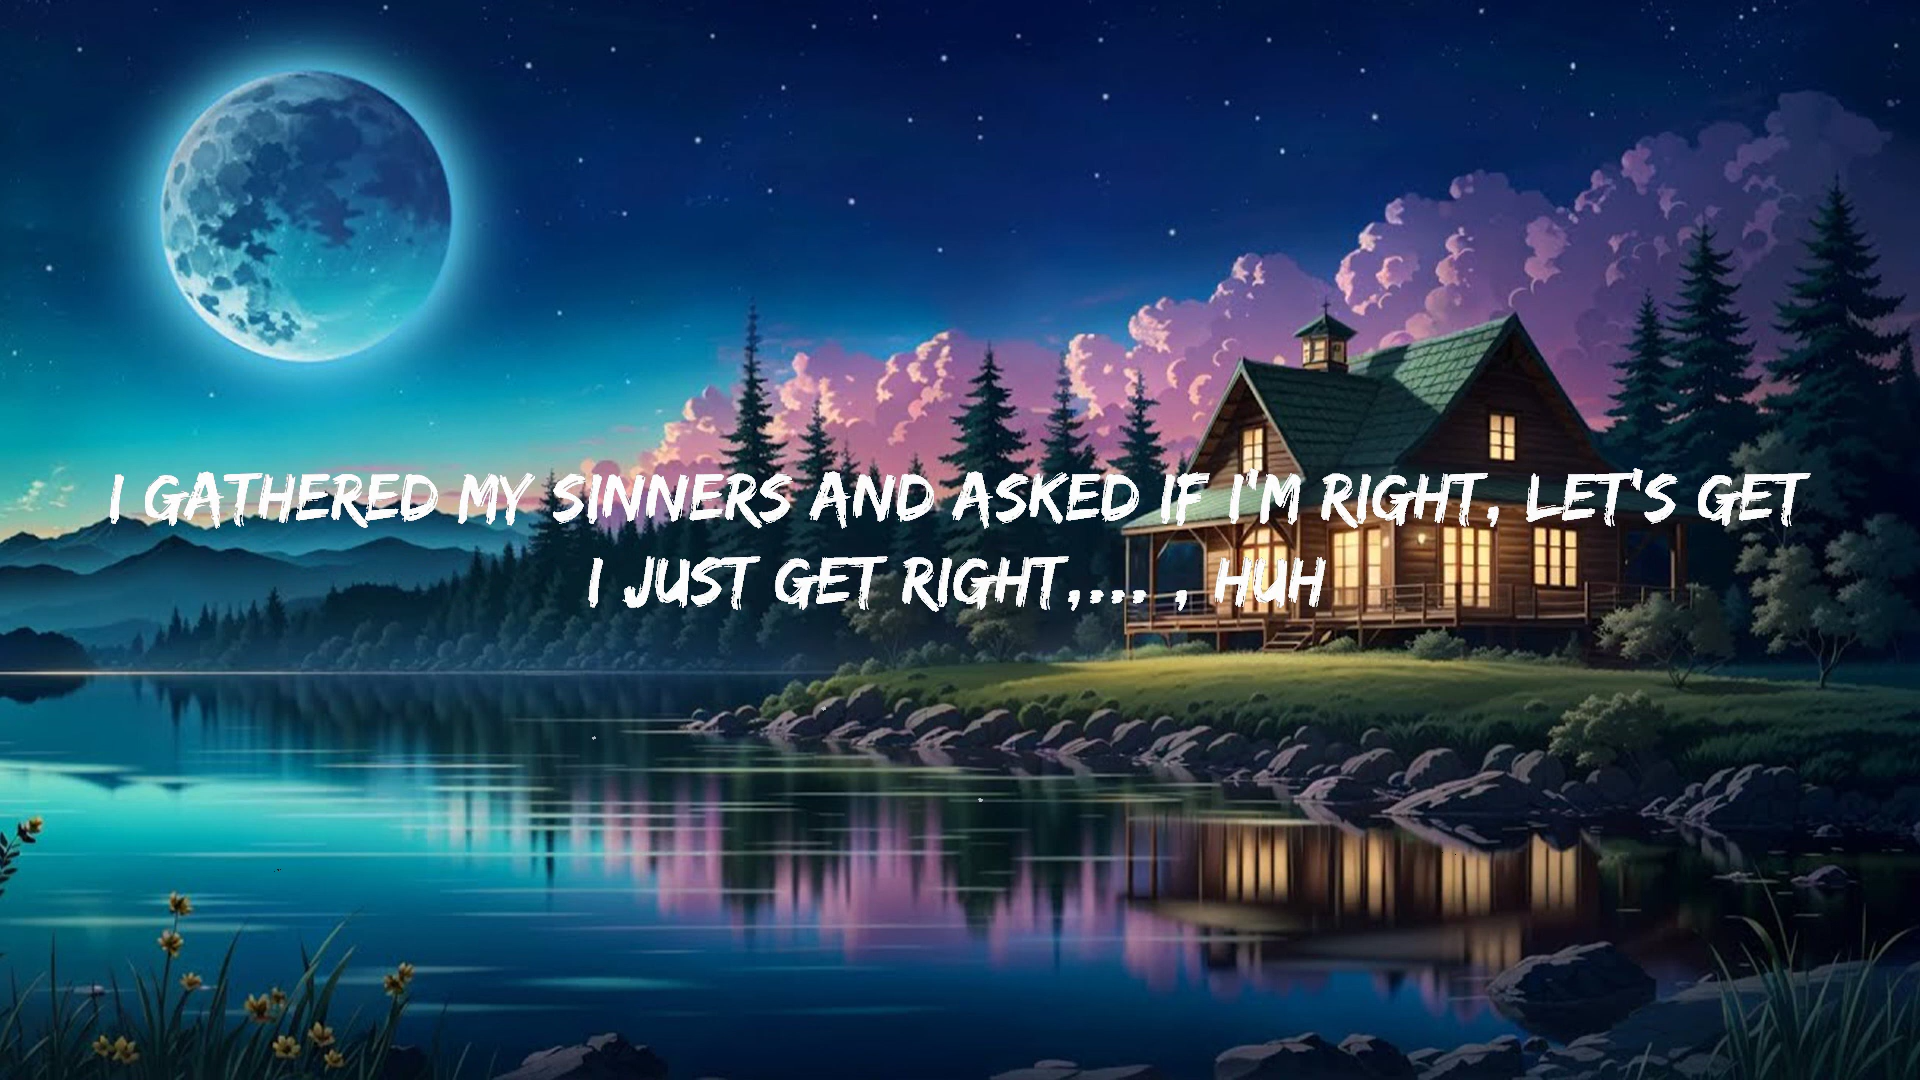 I GATHERED MY SINNERS AND ASKED IF I'M RIGHT, LET'S GET
I JUST GET RIGHT,... , HUH